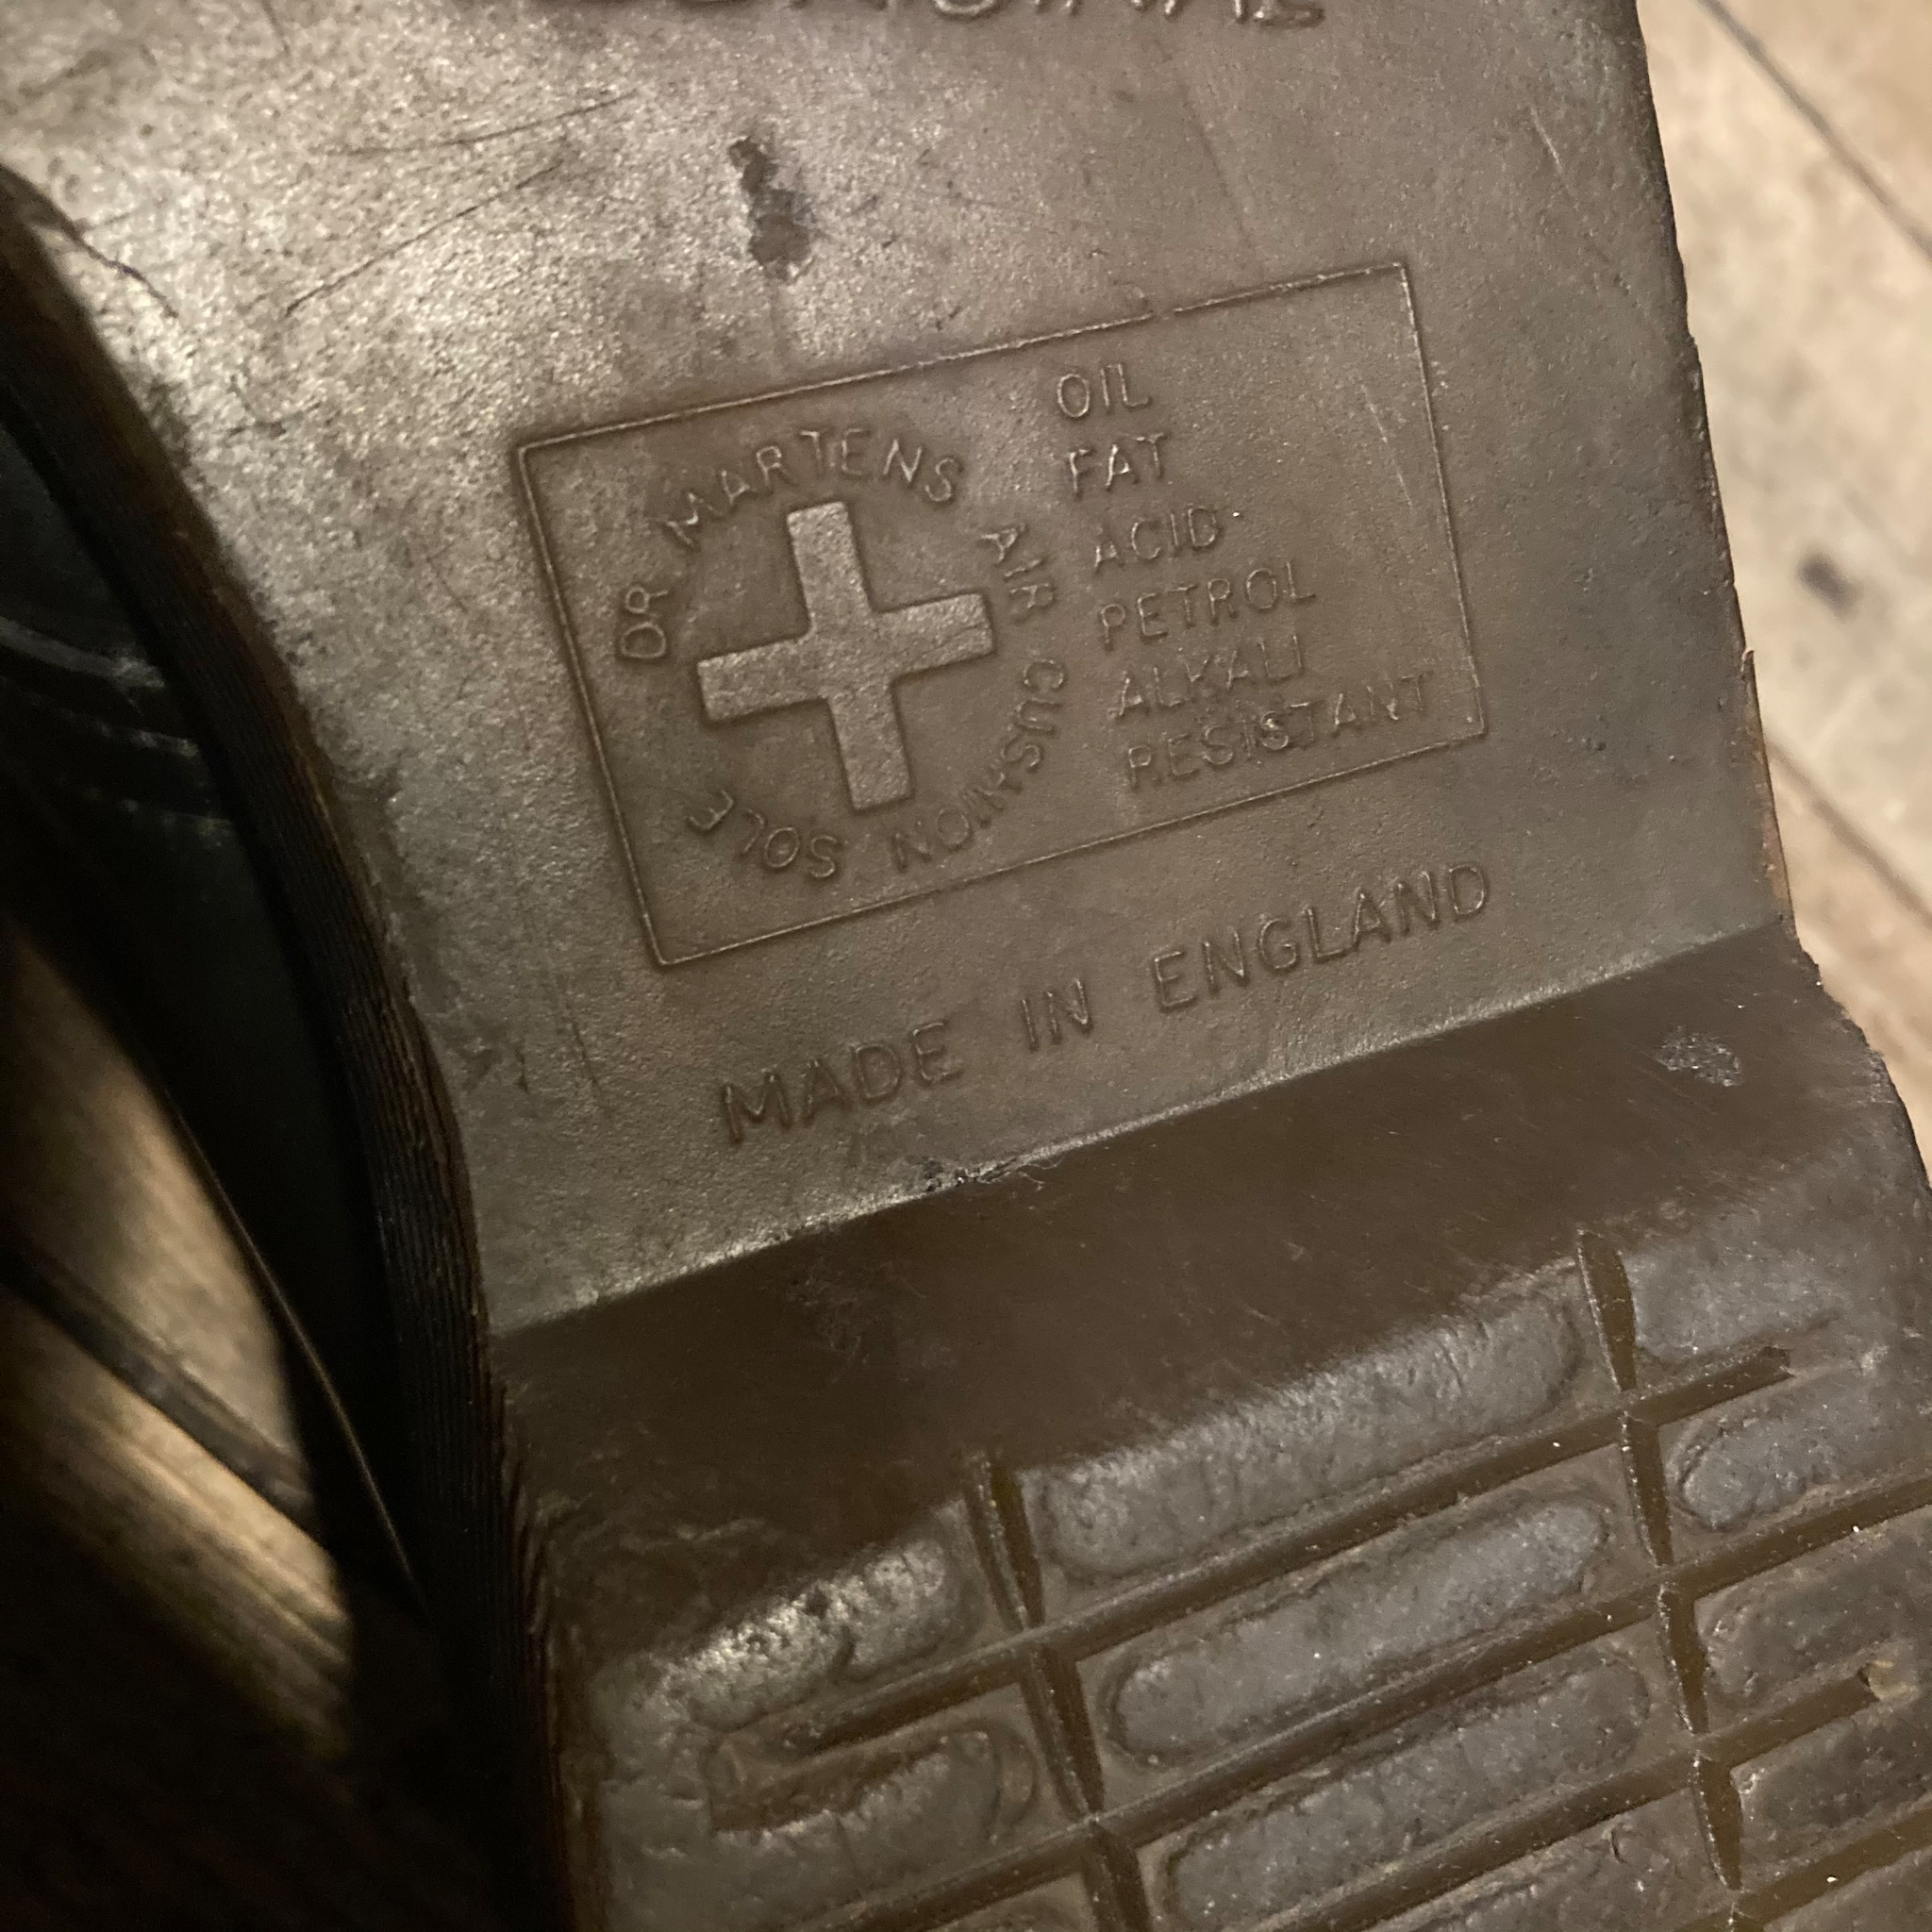 DR. MARTENS AIR CUSHION SOLE
OIL
FAT
ACID
PETROL
ALKALI
RESISTANT
MADE IN ENGLAND